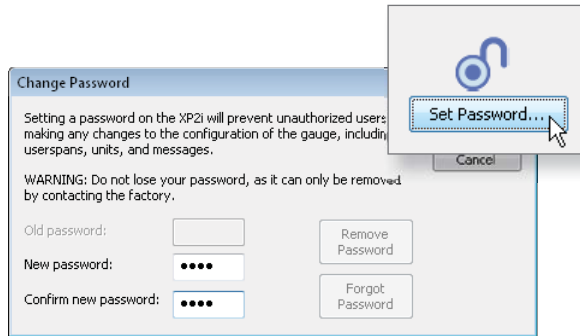 Set Password...
Change Password
Setting a password on the XP2i will prevent unauthorized users
making any changes to the configuration of the gauge, includin
userspans, units, and messages.
Cancel
WARNING: Do not lose your password, as it can only be removed
by contacting the factory.
Old password:
Remove
Password
New password:
Confirm new password:
Forgot
Password